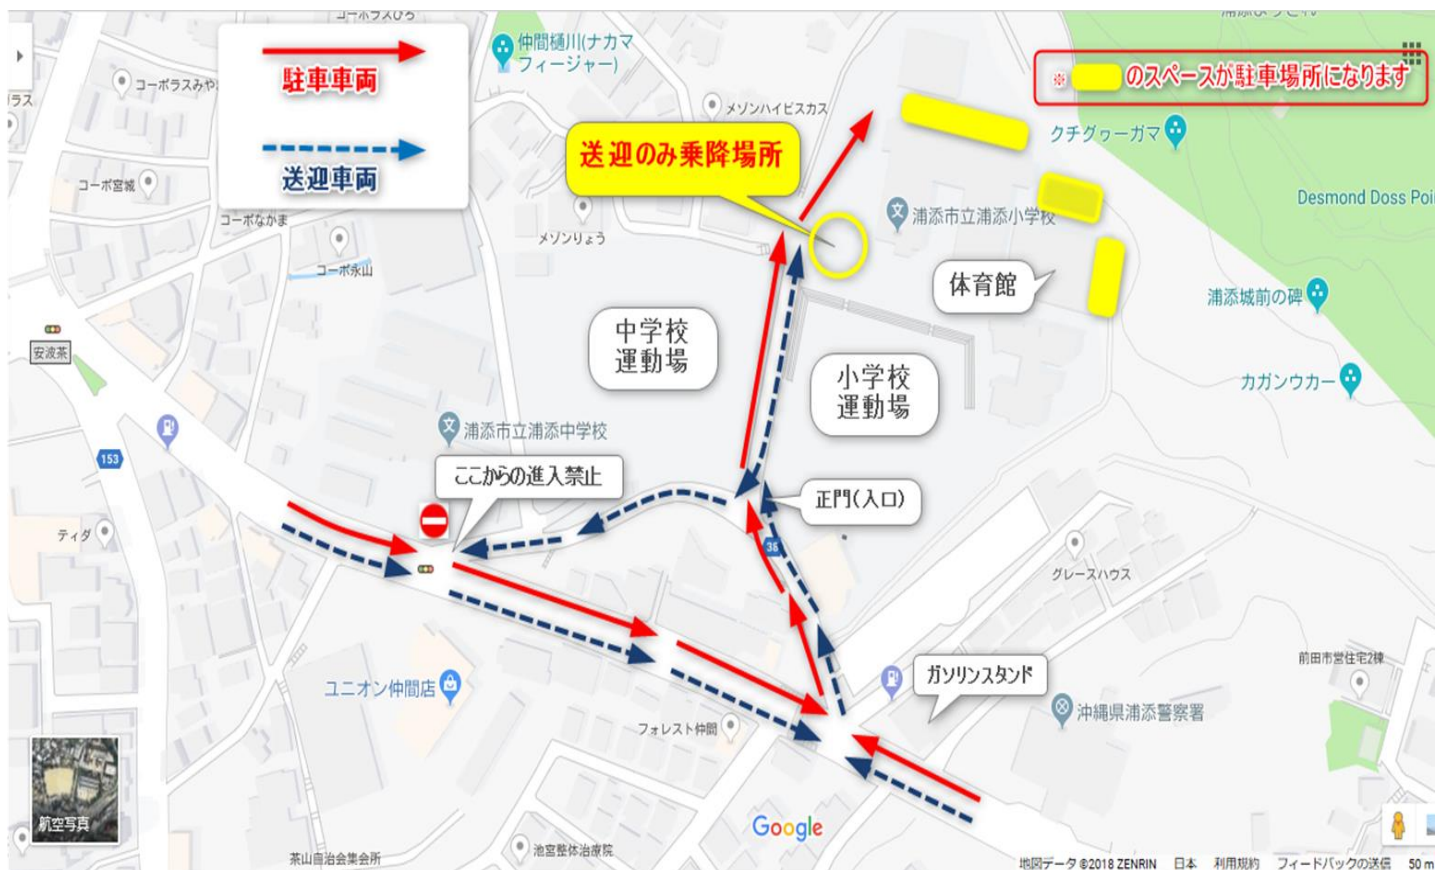 コーポラスひろ
駐車車両
送迎車両
仲間樋川(ナカマ
フィージャー)
メゾンハイビスカス
※ のスペースが駐車場所になります
クチグヮーガマ
コーポ宮城
コーポなかま
コーポ永山
送迎のみ乗降場所
メゾンりょう
浦添市立浦添小学校
体育館
浦添城前の碑
カガンウカー
安波茶
中学校
運動場
小学校
運動場
浦添市立浦添中学校
ここからの進入禁止
正門(入口)
153
38
ティダ
グレースハウス
ユニオン仲間店
フォレスト仲間
ガソリンスタンド
沖縄県浦添警察署
前田市営住宅2棟
航空写真
茶山自治会集会所
池宮整体治療院
Google
地図データ ©2018 ZENRIN 日本 利用規約 フィードバックの送信 50 m